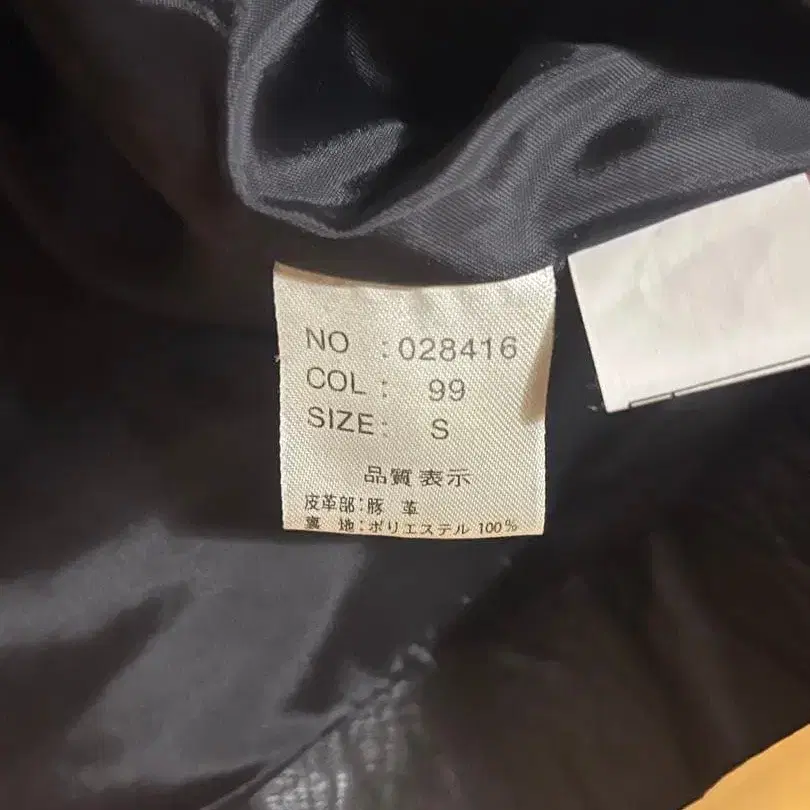 NO : 028416
COL : 99
SIZE: S
品質表示
皮革部:豚 革
裏 地:ポリエステル 100%